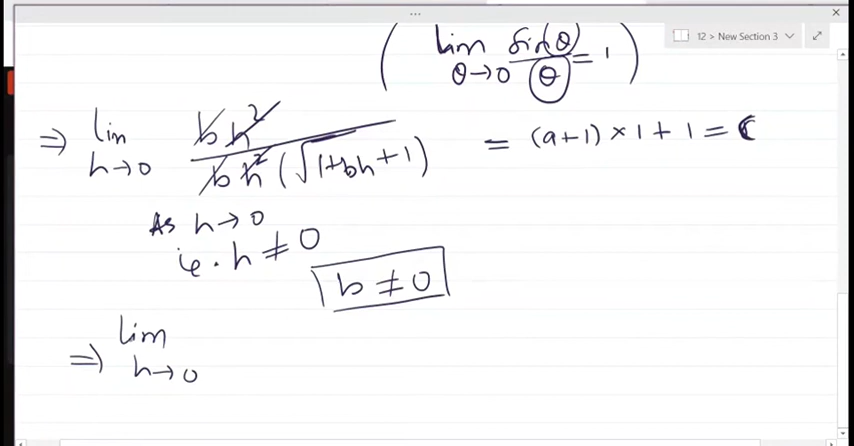 12 > New Section 3
( lim θ→0 sin(θ)/θ = 1 )
⇒ lim h→0 bh²/bh²(√1+bh+1) = (a+1) × 1 + 1 = C
As h→0
ie. h ≠ 0
b ≠ 0
⇒ lim h→0